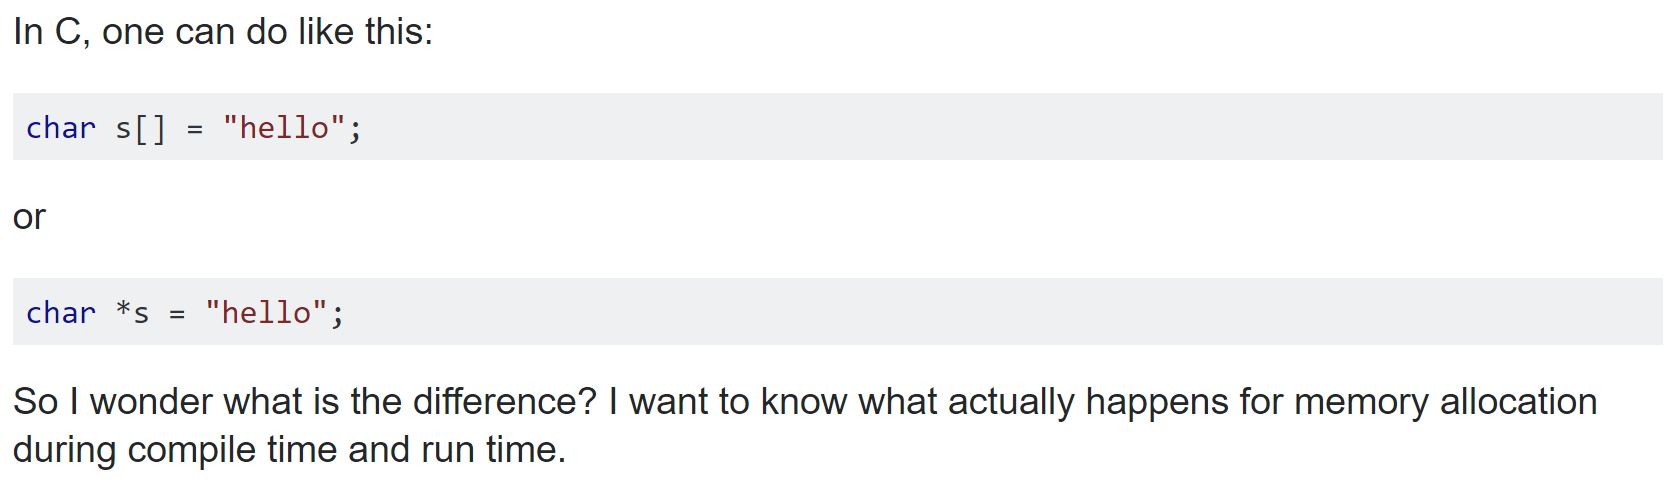 In C, one can do like this:
char s[] = "hello";
or
char *s = "hello";
So I wonder what is the difference? I want to know what actually happens for memory allocation
during compile time and run time.